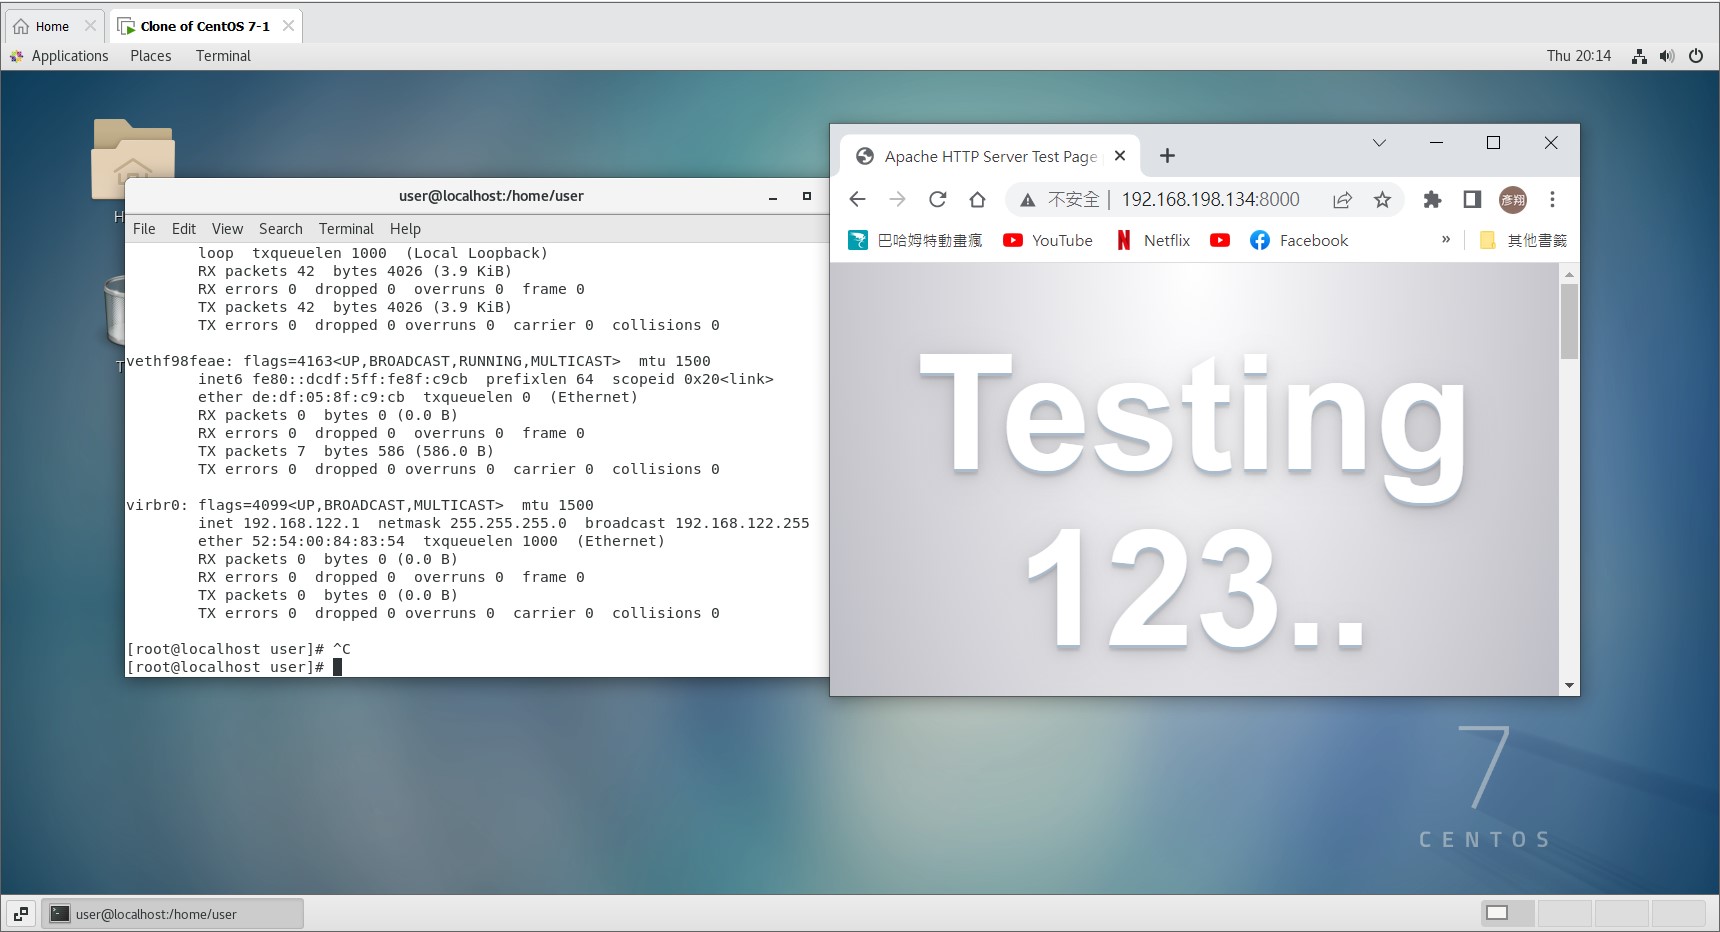 Home
Clone of CentOS 7-1
Applications Places Terminal
Thu 20:14
user@localhost:/home/user
File Edit View Search Terminal Help
loop txqueuelen 1000 (Local Loopback)
RX packets 42 bytes 4026 (3.9 KiB)
RX errors 0 dropped 0 overruns 0 frame 0
TX packets 42 bytes 4026 (3.9 KiB)
TX errors 0 dropped 0 overruns 0 carrier 0 collisions 0
vethf98feae: flags=4163<UP,BROADCAST,RUNNING,MULTICAST> mtu 1500
inet6 fe80::dcdf:5ff:fe8f:c9cb prefixlen 64 scopeid 0x20<link>
ether de:df:05:8f:c9:cb txqueuelen 0 (Ethernet)
RX packets 0 bytes 0 (0.0 B)
RX errors 0 dropped 0 overruns 0 frame 0
TX packets 7 bytes 586 (586.0 B)
TX errors 0 dropped 0 overruns 0 carrier 0 collisions 0
virbr0: flags=4099<UP,BROADCAST,MULTICAST> mtu 1500
inet 192.168.122.1 netmask 255.255.255.0 broadcast 192.168.122.255
ether 52:54:00:84:83:54 txqueuelen 1000 (Ethernet)
RX packets 0 bytes 0 (0.0 B)
RX errors 0 dropped 0 overruns 0 frame 0
TX packets 0 bytes 0 (0.0 B)
TX errors 0 dropped 0 overruns 0 carrier 0 collisions 0
[root@localhost user]# ^C
[root@localhost user]#
Apache HTTP Server Test Page
不安全 | 192.168.198.134:8000
彥翔
巴哈姆特動畫瘋 YouTube Netflix Facebook » 其他書籤
Testing
123..
7
CENTOS
user@localhost:/home/user